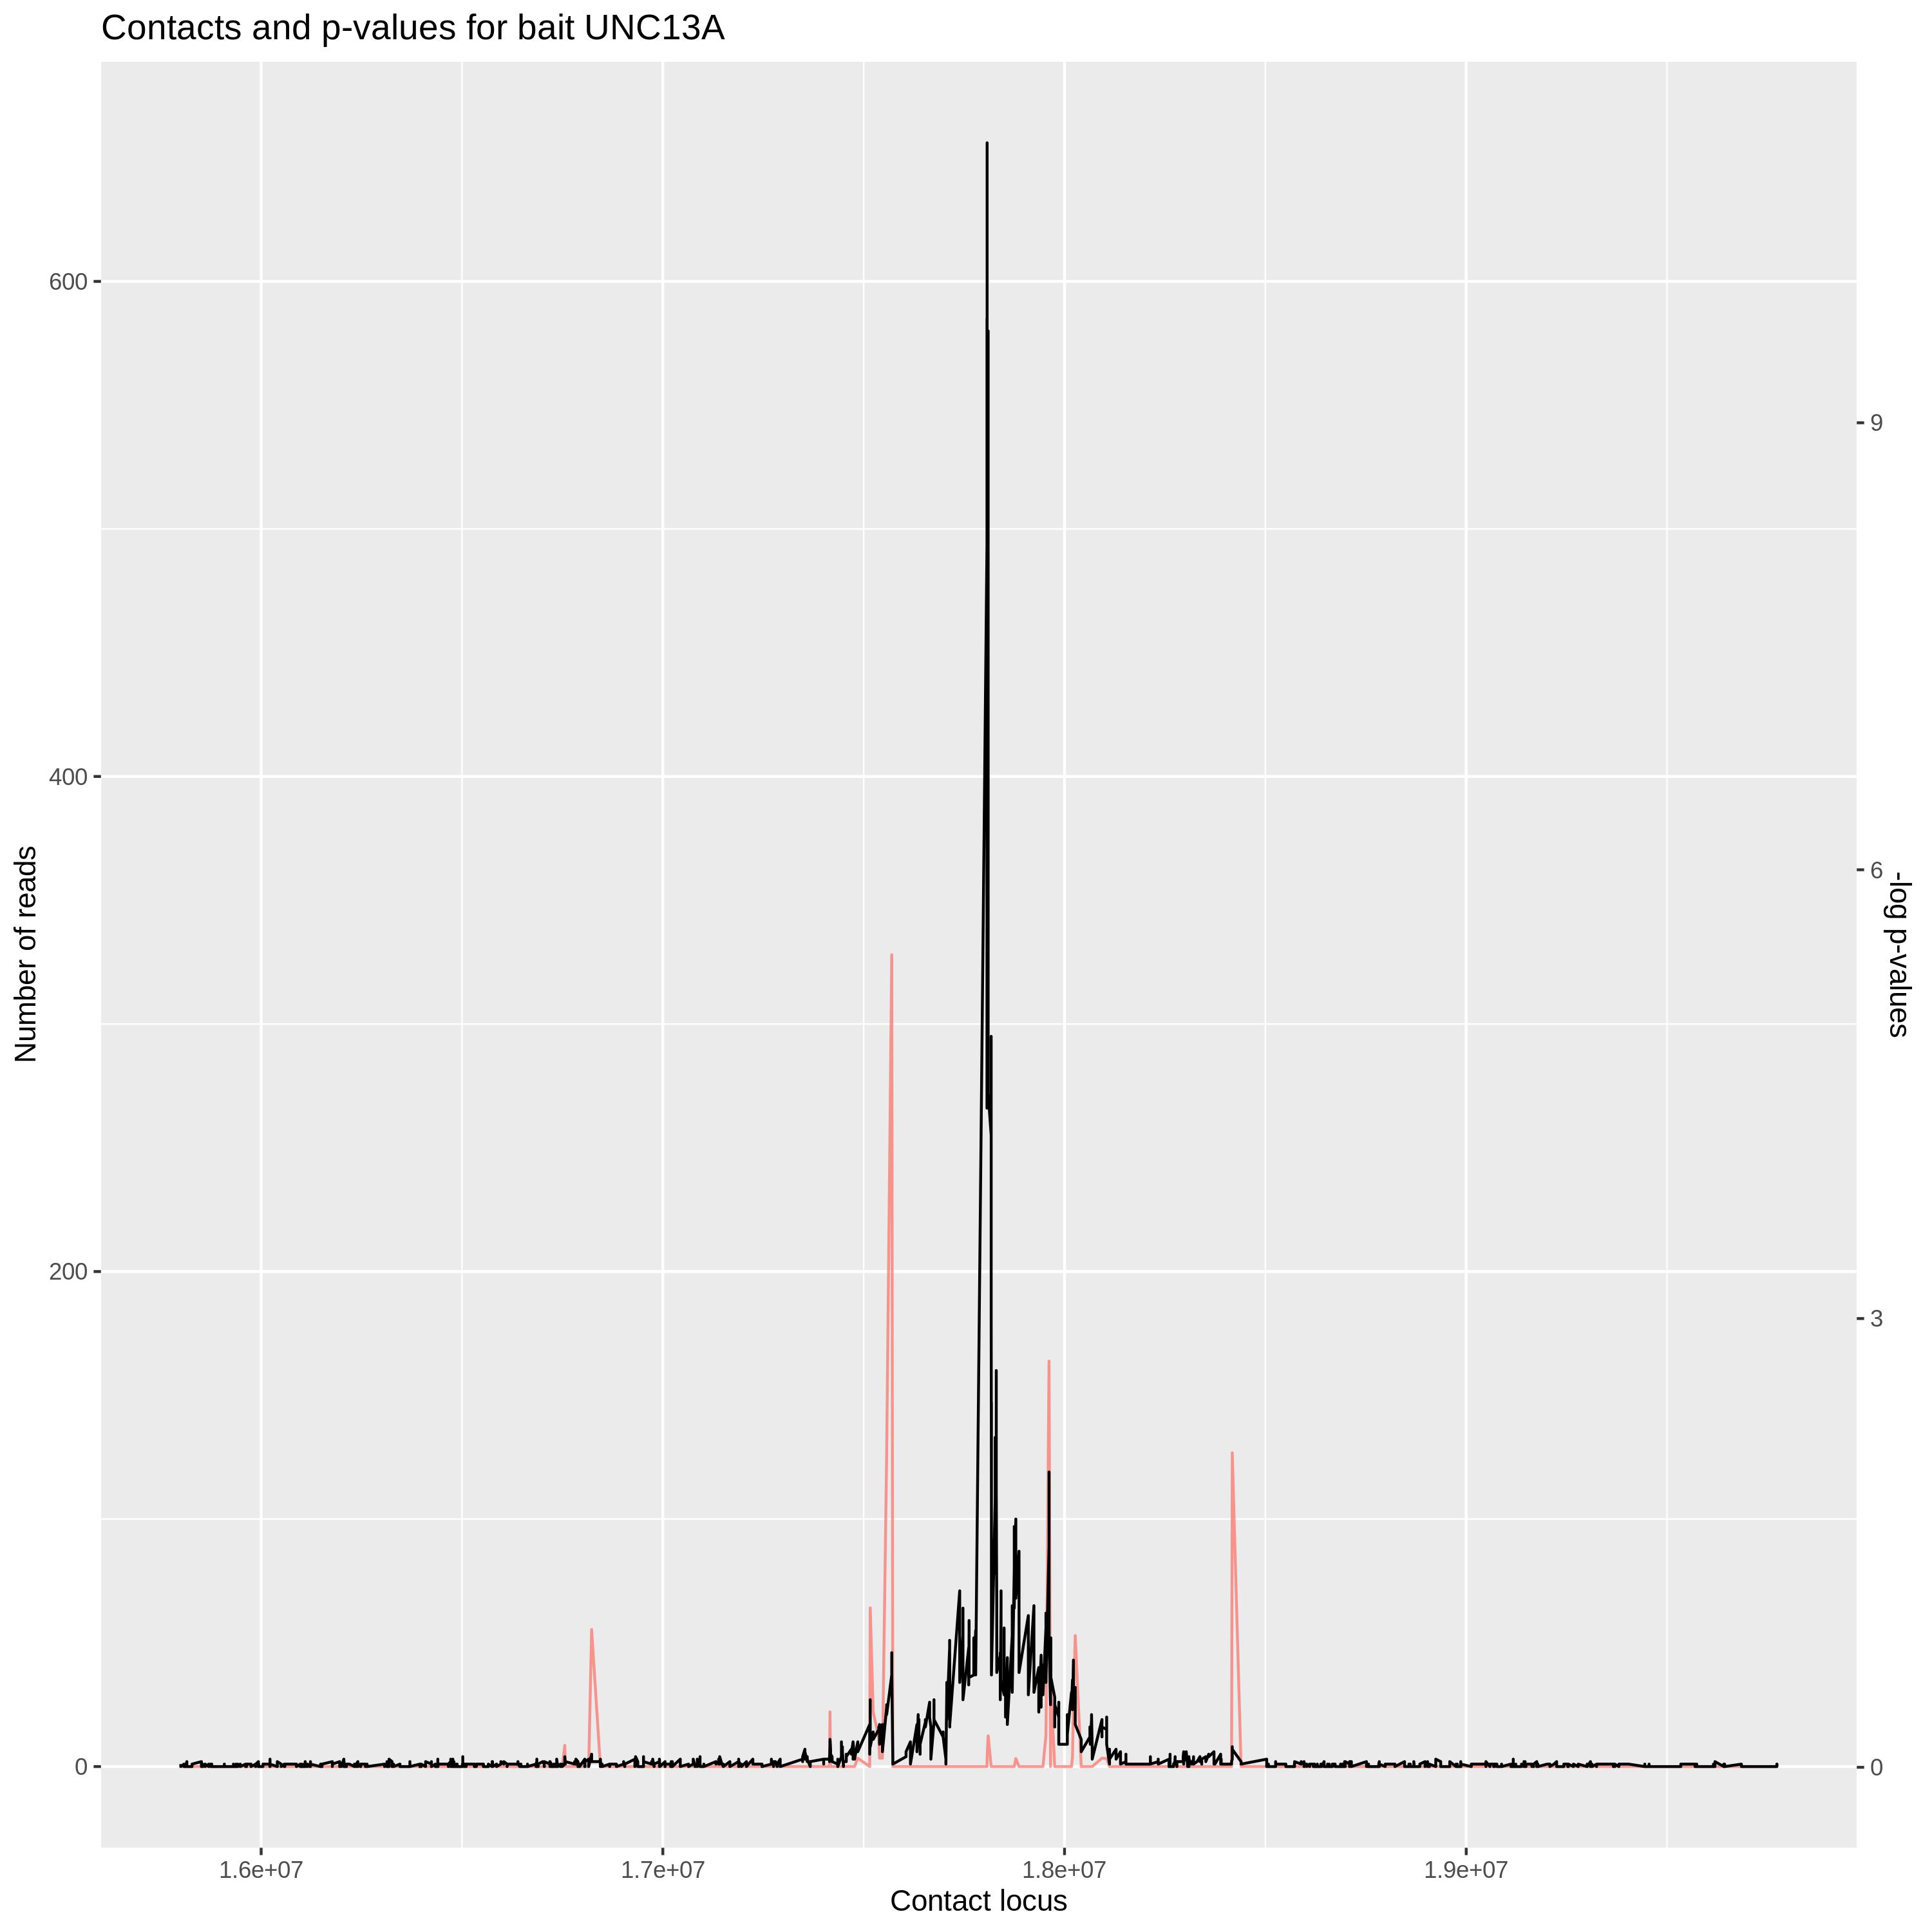 Contacts and p-values for bait UNC13A
600
400
200
0
Number of reads
9
6
3
0
-log p-values
1.6e+07
1.7e+07
1.8e+07
1.9e+07
Contact locus